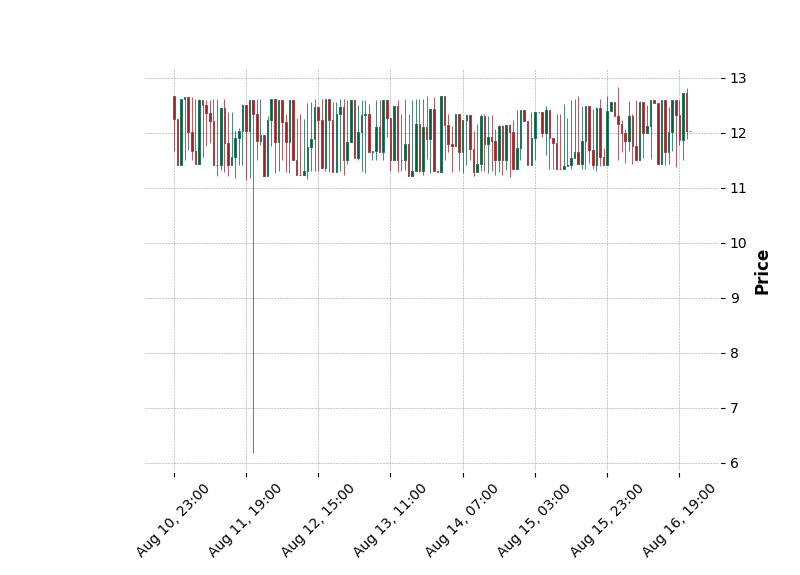 13
12
11
10
9
8
7
6
Price
Aug 10, 23:00
Aug 11, 19:00
Aug 12, 15:00
Aug 13, 11:00
Aug 14, 07:00
Aug 15, 03:00
Aug 15, 23:00
Aug 16, 19:00